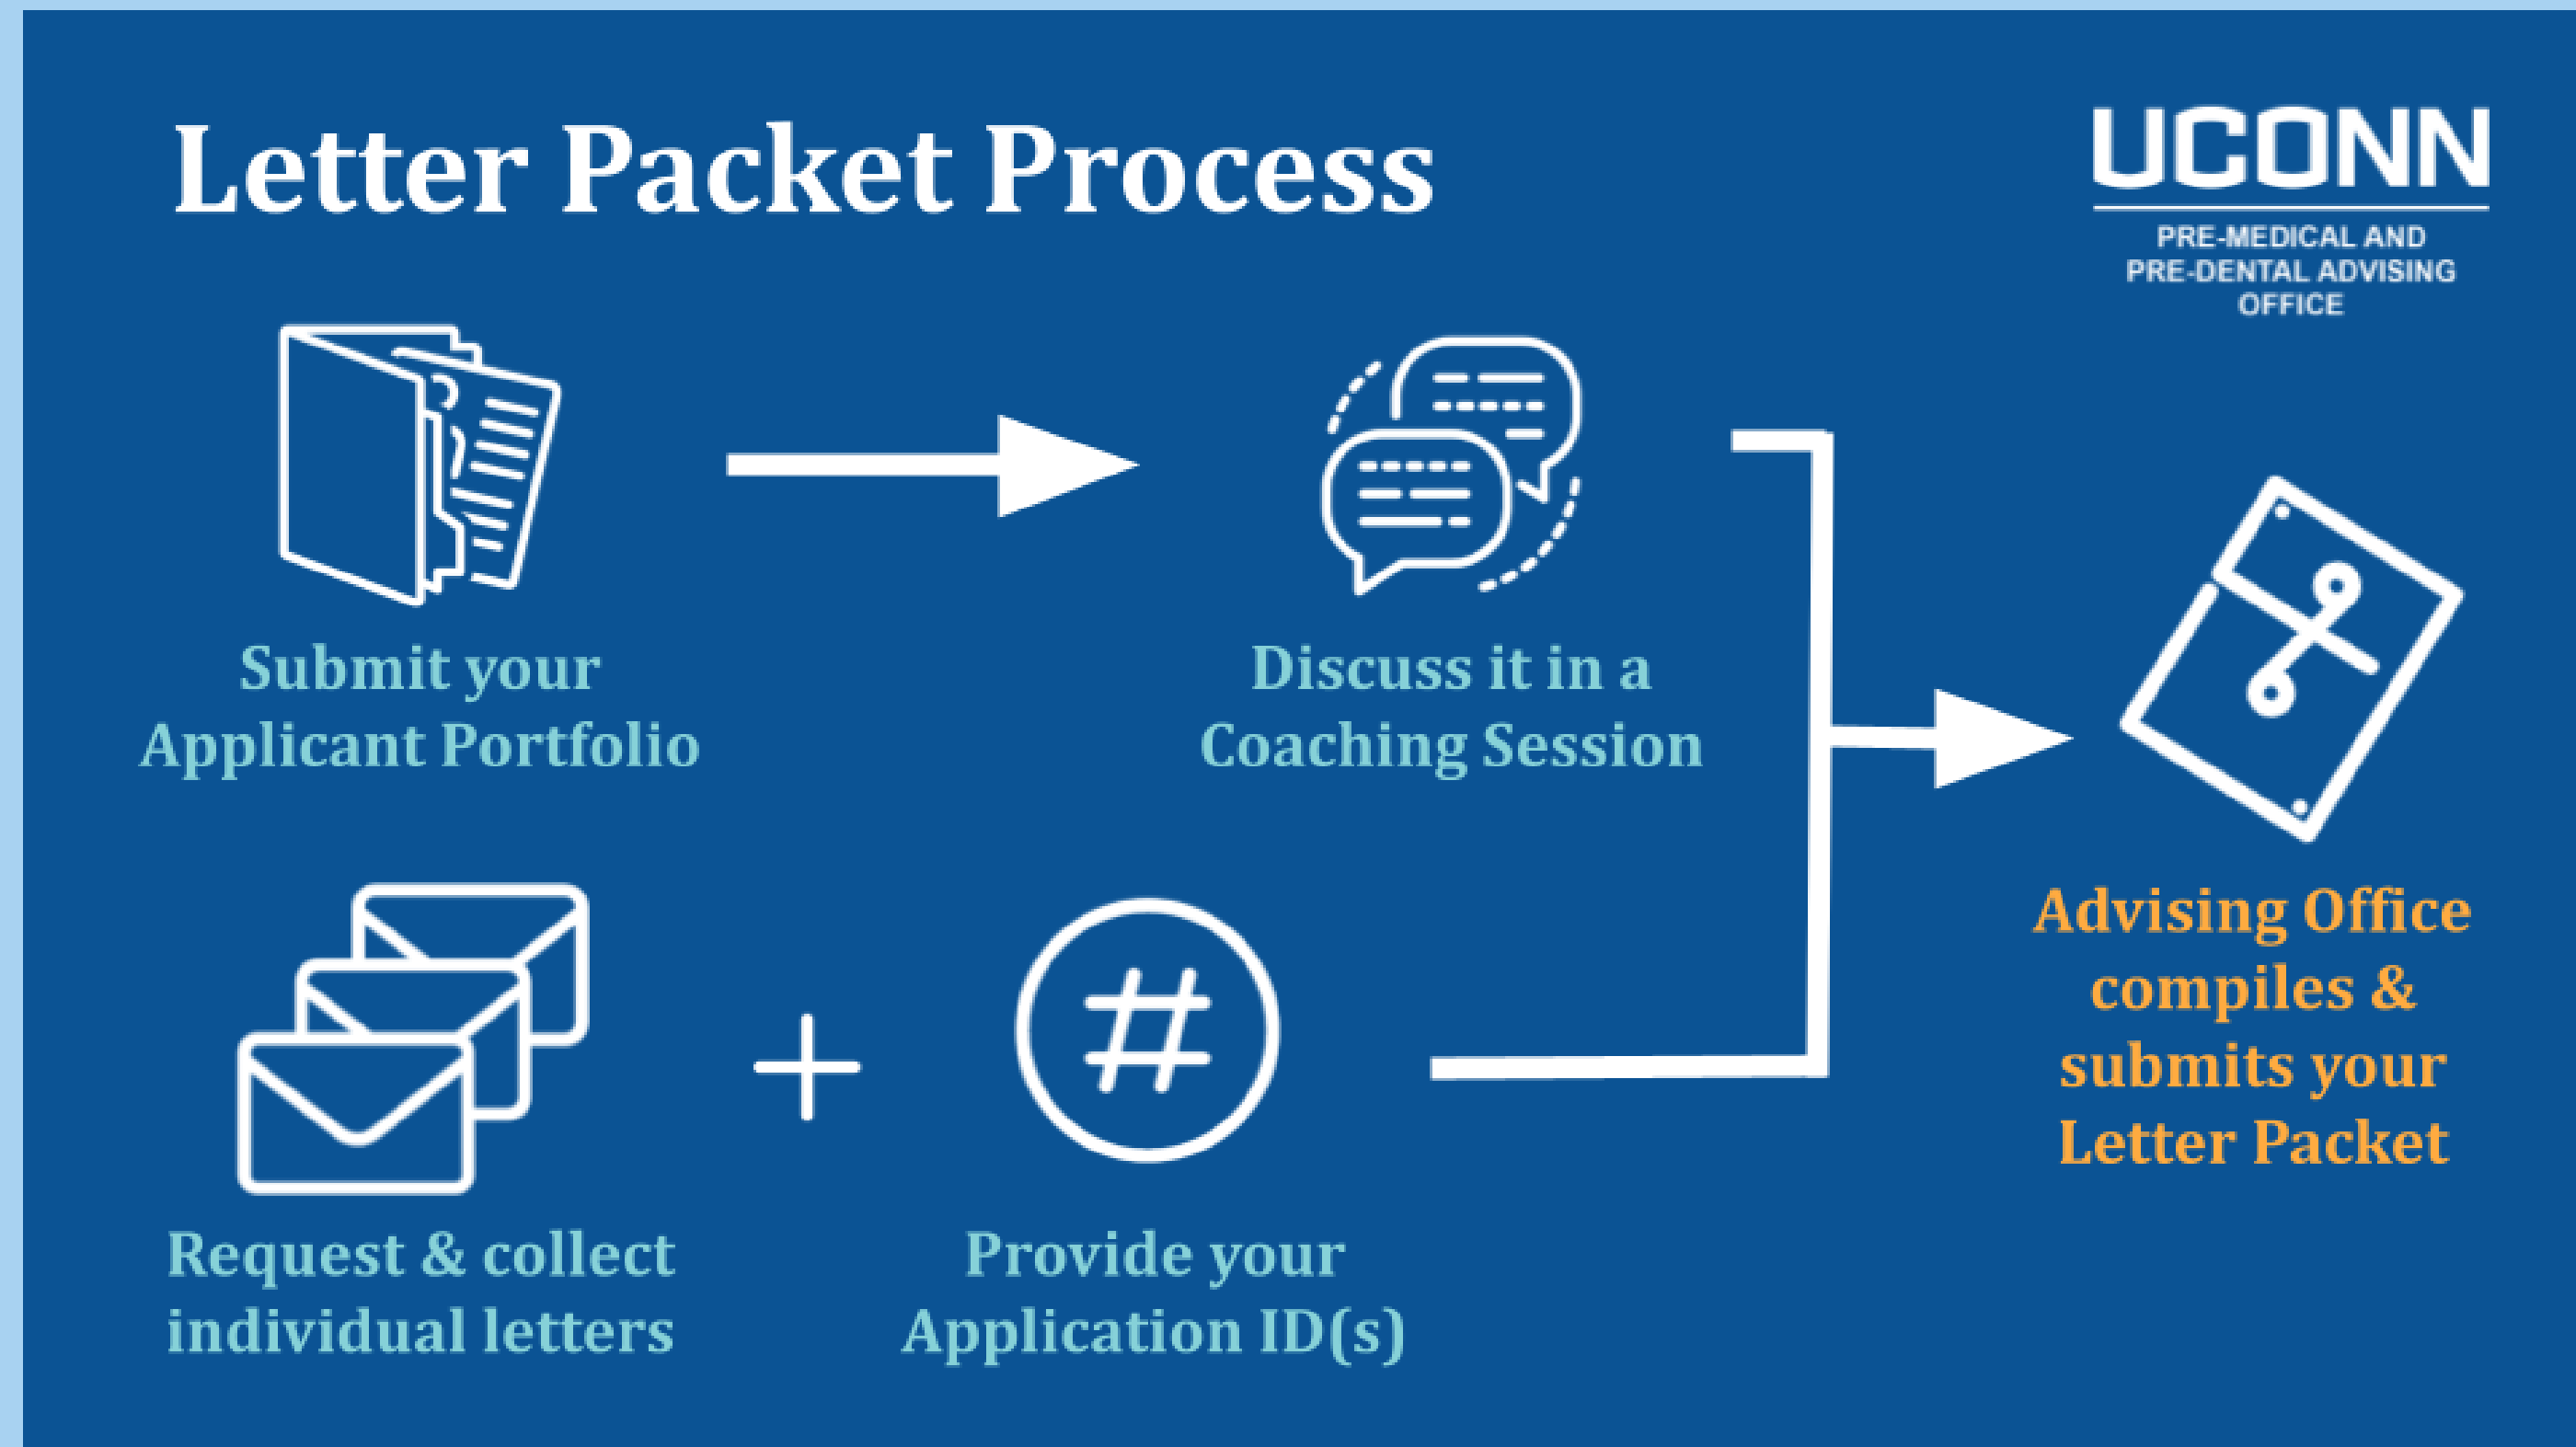 Letter Packet Process
UCONN
PRE-MEDICAL AND
PRE-DENTAL ADVISING
OFFICE
Submit your
Applicant Portfolio
Discuss it in a
Coaching Session
Request & collect
individual letters
+
#
Provide your
Application ID(s)
Advising Office
compiles &
submits your
Letter Packet